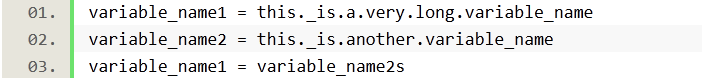 01. variable_name1 = this._is.a.very.long.variable_name
02. variable_name2 = this._is.another.variable_name
03. variable_name1 = variable_name2s